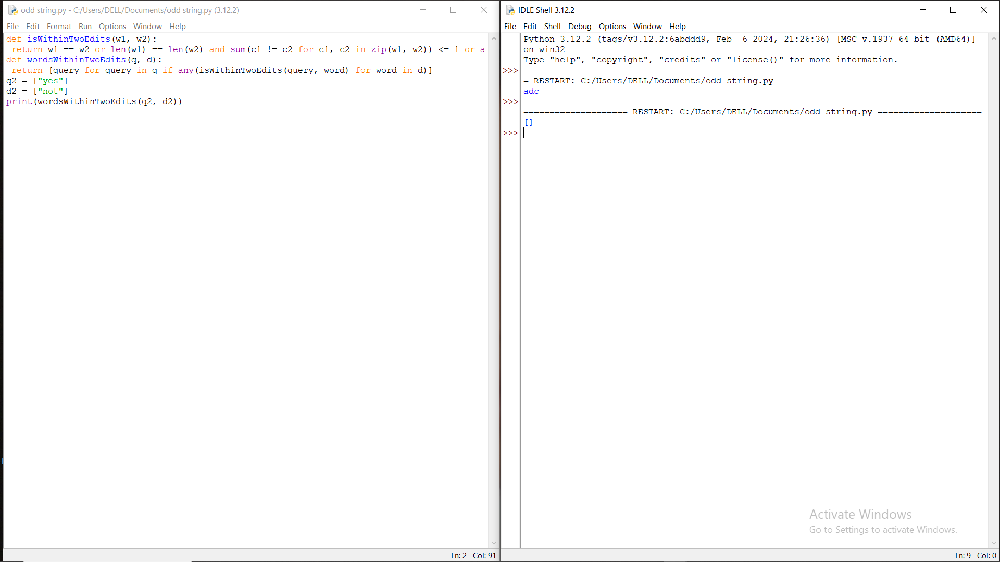 odd string.py - C:/Users/DELL/Documents/odd string.py (3.12.2)
File Edit Format Run Options Window Help
def isWithinTwoEdits(w1, w2):
 return w1 == w2 or len(w1) == len(w2) and sum(c1 != c2 for c1, c2 in zip(w1, w2)) <= 1 or a
def wordsWithinTwoEdits(q, d):
 return [query for query in q if any(isWithinTwoEdits(query, word) for word in d)]
q2 = ["yes"]
d2 = ["not"]
print(wordsWithinTwoEdits(q2, d2))
Ln: 2 Col: 91
IDLE Shell 3.12.2
File Edit Shell Debug Options Window Help
Python 3.12.2 (tags/v3.12.2:6abddd9, Feb  6 2024, 21:26:36) [MSC v.1937 64 bit (AMD64)]
on win32
Type "help", "copyright", "credits" or "license()" for more information.
>>>
= RESTART: C:/Users/DELL/Documents/odd string.py
adc
>>>
==================== RESTART: C:/Users/DELL/Documents/odd string.py ====================
[]
>>>
Activate Windows
Go to Settings to activate Windows.
Ln: 9 Col: 0